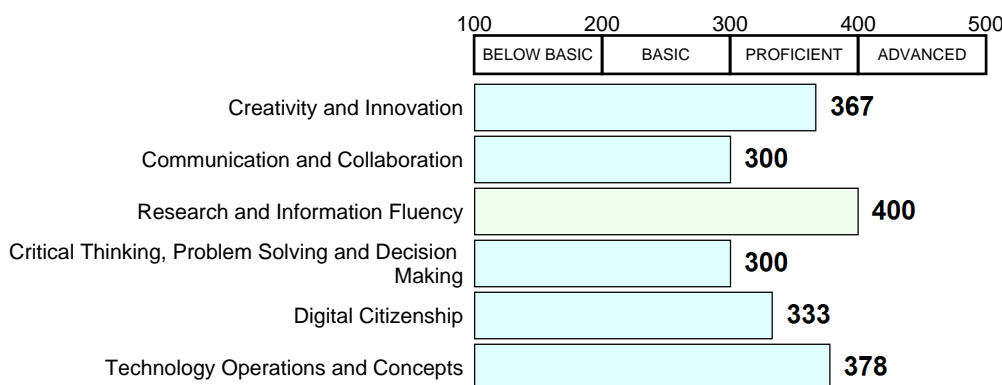 100 200 300 400 500
BELOW BASIC BASIC PROFICIENT ADVANCED
Creativity and Innovation 367
Communication and Collaboration 300
Research and Information Fluency 400
Critical Thinking, Problem Solving and Decision
Making 300
Digital Citizenship 333
Technology Operations and Concepts 378